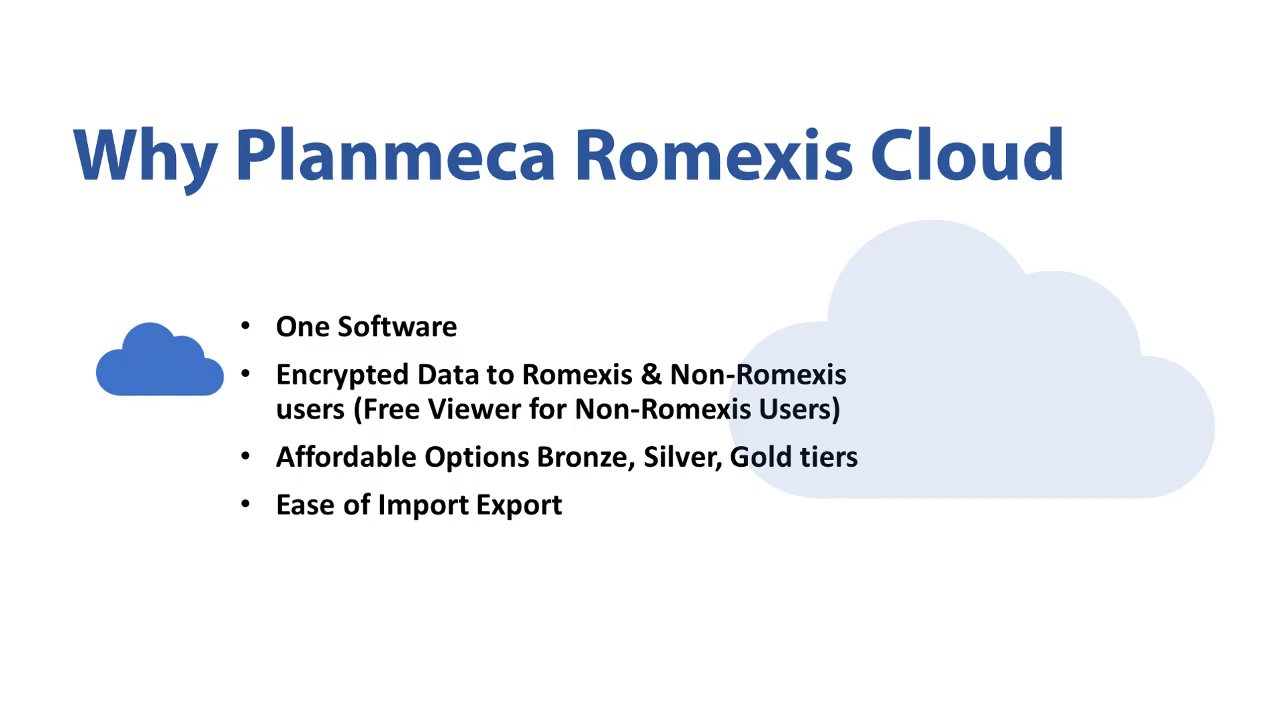 Why Planmeca Romexis Cloud
• One Software
• Encrypted Data to Romexis & Non-Romexis
users (Free Viewer for Non-Romexis Users)
• Affordable Options Bronze, Silver, Gold tiers
• Ease of Import Export